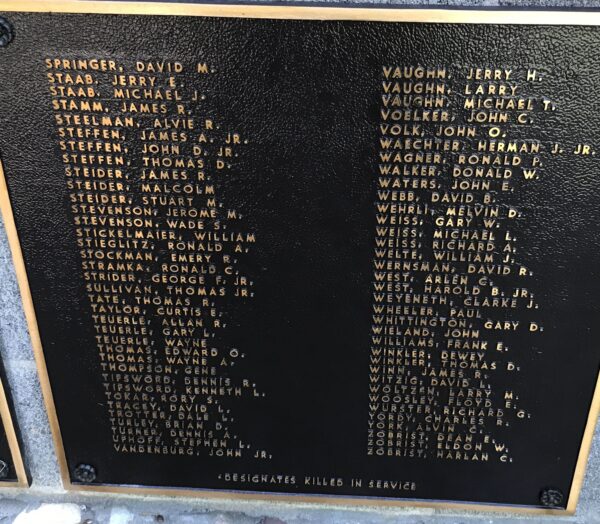 SPRINGER, DAVID M.
STAAB, JERRY E.
STAAB, MICHAEL J.
STAMM, JAMES R.
STEELMAN, ALVIE R.
STEFFEN, JAMES A. JR.
STEFFEN, JOHN D. JR.
STEFFEN, THOMAS D.
STEIDER, JAMES R.
STEIDER, MALCOLM
STEIDER, STUART M.
STEVENSON, JEROME M.
STEVENSON, WADE S.
STICKELMAIER, WILLIAM
STIEGLITZ, RONALD A.
STOCKMAN, EMERY B.
STRAMKA, RONALD C.
STRIDER, GEORGE F. JR.
SULLIVAN, THOMAS JR.
TATE, THOMAS R.
TAYLOR, CURTIS E.
TEUERLE, ALLAN R.
TEUERLE, GARY L.
TEUERLE, WAYNE
THOMAS, EDWARD O.
THOMAS, WAYNE A.
THOMPSON, GENE
TIPSWORD, DENNIS R.
TIPSWORD, KENNETH L.
TOKAR, RORY S.
TRACEY, DAVID L.
TROTTER, DALE I.
TURLEY, BRIAN D.
TURNER, DENNIS A.
UPHOFF, STEPHEN L.
VANDENBURG, JOHN JR.
VAUGHN, JERRY H.
VAUGHN, LARRY
VAUGHN, MICHAEL T.
VOELKER, JOHN C.
VOLK, JOHN O.
WAECHTER, HERMAN J. JR.
WAGNER, RONALD P.
WALKER, DONALD W.
WATERS, JOHN E.
WEBB, DAVID B.
WEHRLI, MELVIN D.
WEISS, GARY W.
WEISS, MICHAEL L.
WEISS, RICHARD A.
WELTE, WILLIAM J.
WERNSMAN, DAVID R.
WEST, ARLEN C.
WEST, HAROLD B. JR.
WEYENETH, CLARKE J.
WHEELER, PAUL
WHITTINGTON, GARY D.
WIELAND, JOHN
WILLIAMS, FRANK E.
WINKLER, DEWEY
WINKLER, THOMAS D.
WINN, JAMES R.
WITZIG, DAVID L.
WOLTZEN, LARRY M.
WOOSLEY, FLOYD E.
WURSTER, RICHARD G.
YORDY, CHARLES R.
ZORK, ALVIN C.
ZOBRIST, DEAN E.
ZOBRIST, ELDON W.
ZOBRIST, HARLAN C.
•DESIGNATES KILLED IN SERVICE